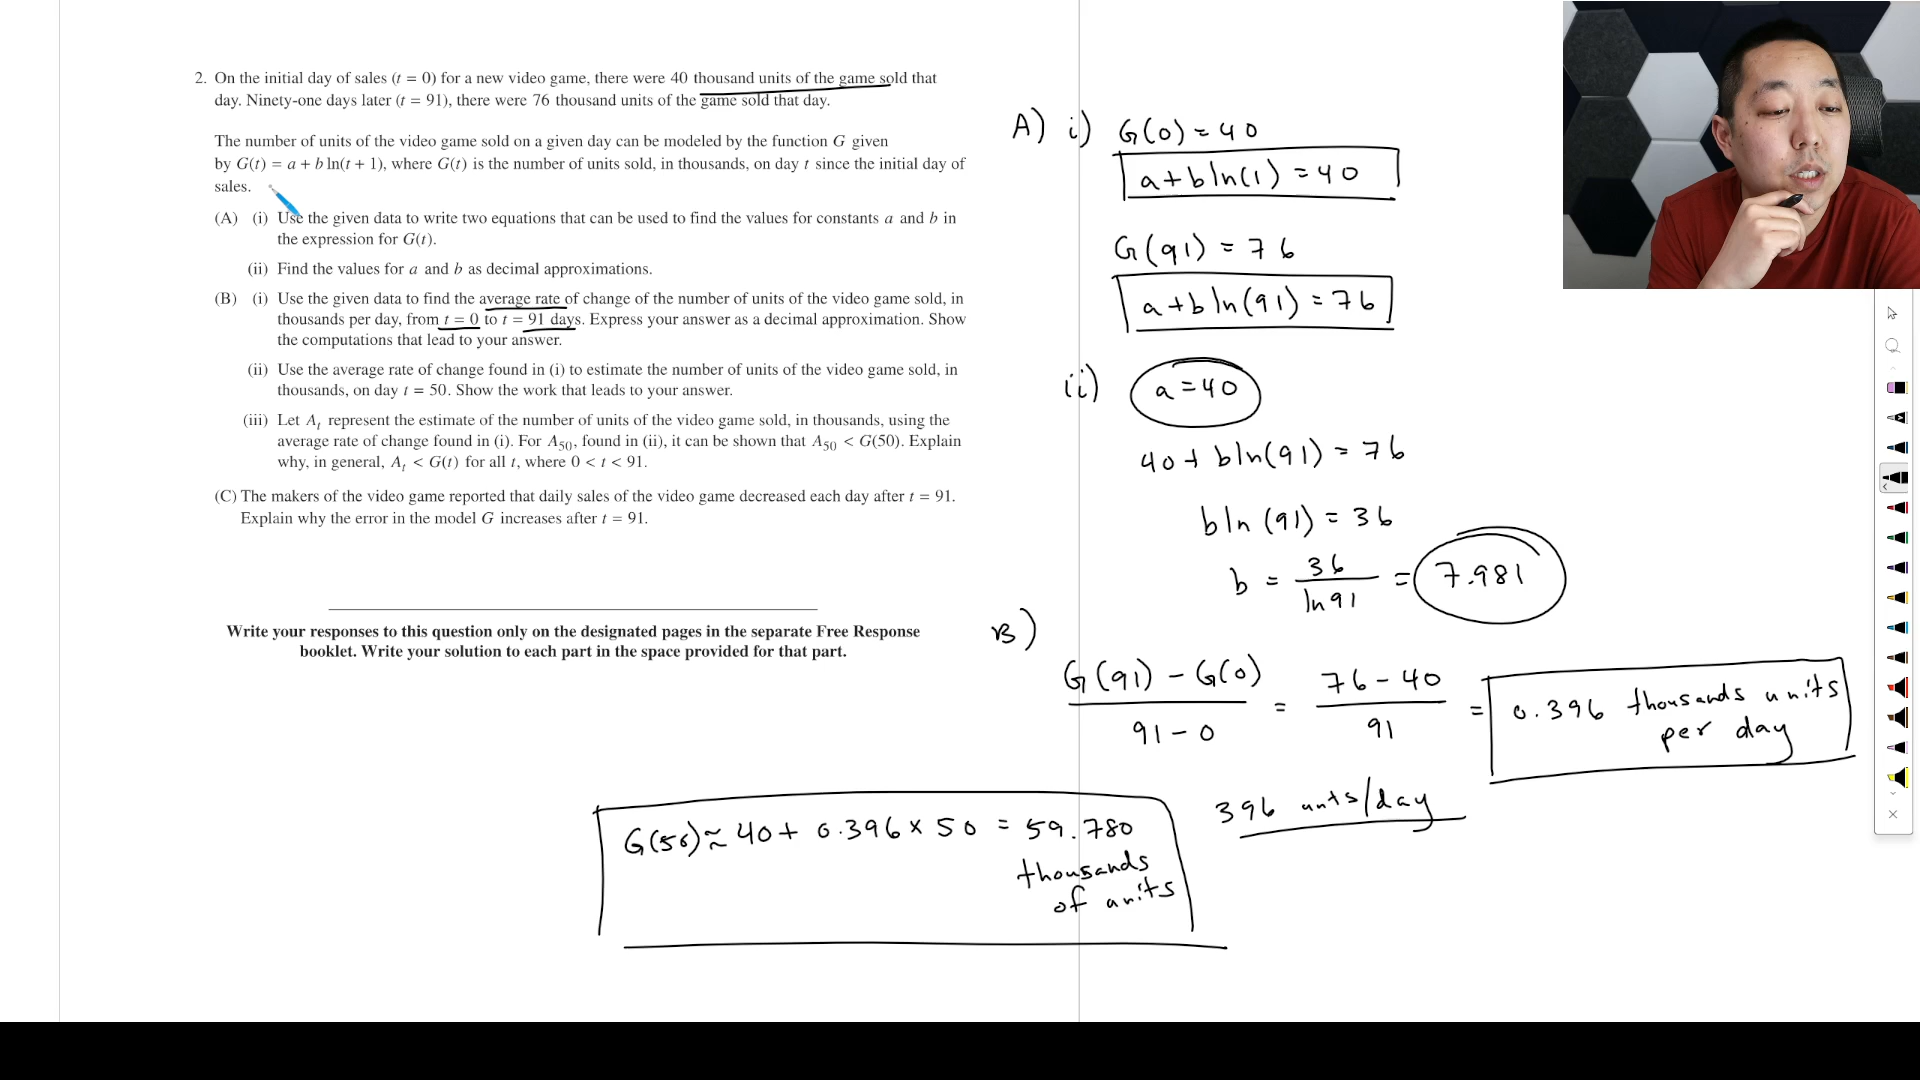 2. On the initial day of sales (t = 0) for a new video game, there were 40 thousand units of the game sold that
day. Ninety-one days later (t = 91), there were 76 thousand units of the game sold that day.
The number of units of the video game sold on a given day can be modeled by the function G given
by G(t) = a + b ln(t + 1), where G(t) is the number of units sold, in thousands, on day t since the initial day of
sales.
(A) (i) Use the given data to write two equations that can be used to find the values for constants a and b in
the expression for G(t).
(ii) Find the values for a and b as decimal approximations.
(B) (i) Use the given data to find the average rate of change of the number of units of the video game sold, in
thousands per day, from t = 0 to t = 91 days. Express your answer as a decimal approximation. Show
the computations that lead to your answer.
(ii) Use the average rate of change found in (i) to estimate the number of units of the video game sold, in
thousands, on day t = 50. Show the work that leads to your answer.
(iii) Let Aₜ represent the estimate of the number of units of the video game sold, in thousands, using the
average rate of change found in (i). For A₅₀, found in (ii), it can be shown that A₅₀ < G(50). Explain
why, in general, Aₜ < G(t) for all t, where 0 < t < 91.
(C) The makers of the video game reported that daily sales of the video game decreased each day after t = 91.
Explain why the error in the model G increases after t = 91.
Write your responses to this question only on the designated pages in the separate Free Response
booklet. Write your solution to each part in the space provided for that part.
A) i) G(0) = 40
a + b ln(1) = 40
G(91) = 76
a + b ln(91) = 76
ii) a = 40
40 + b ln(91) = 76
b ln(91) = 36
b = 36/ln 91 = 7.981
B)
G(91) - G(0) / 91 - 0 = 76 - 40 / 91 = 0.396 thousands units
per day
396 units/day
G(50) ≈ 40 + 0.396 × 50 = 59.780
thousands
of units